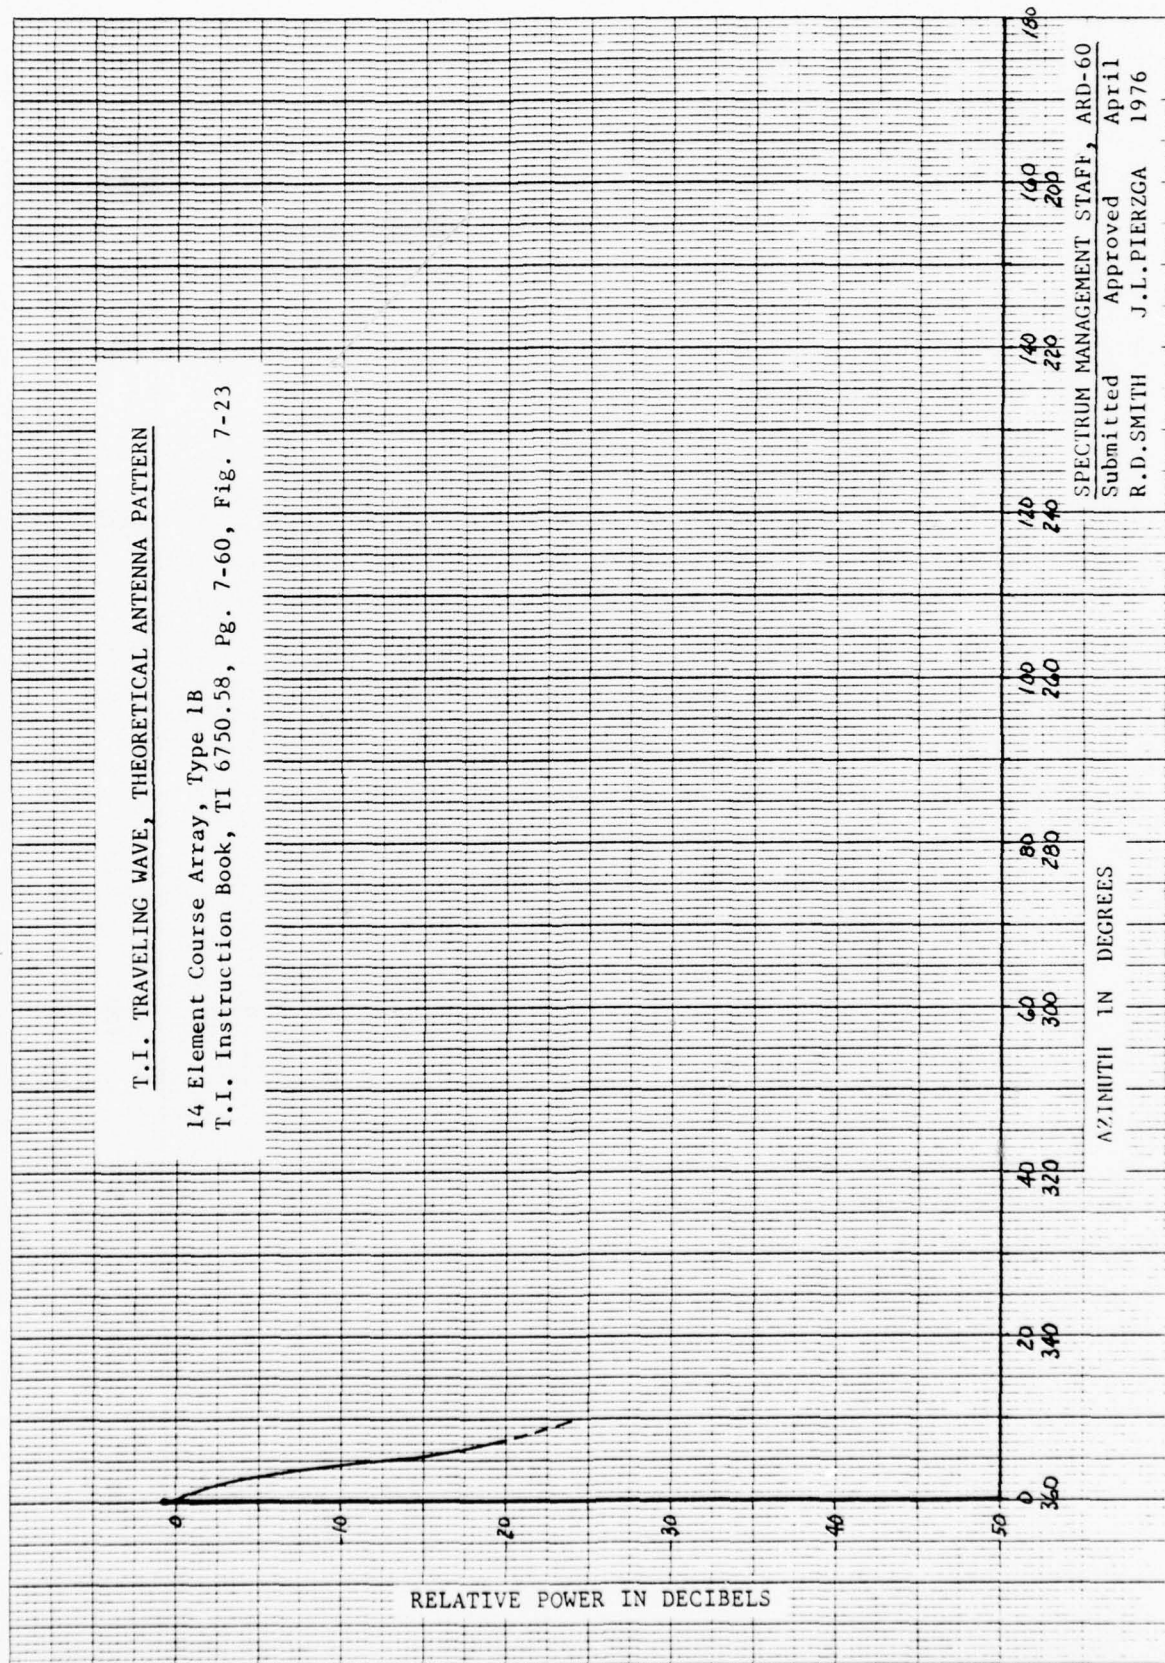 T.I. TRAVELING WAVE, THEORETICAL ANTENNA PATTERN
14 Element Course Array, Type 1B
T.I. Instruction Book, TI 6750.58, Pg. 7-60, Fig. 7-23
RELATIVE POWER IN DECIBELS
0
10
20
30
40
50
0 20 40 60 80 100 120 140 160 180
360 340 320 300 280 260 240 220 200
AZIMUTH IN DEGREES
SPECTRUM MANAGEMENT STAFF, ARD-60
Submitted Approved April
R.D.SMITH J.L.PIERZGA 1976